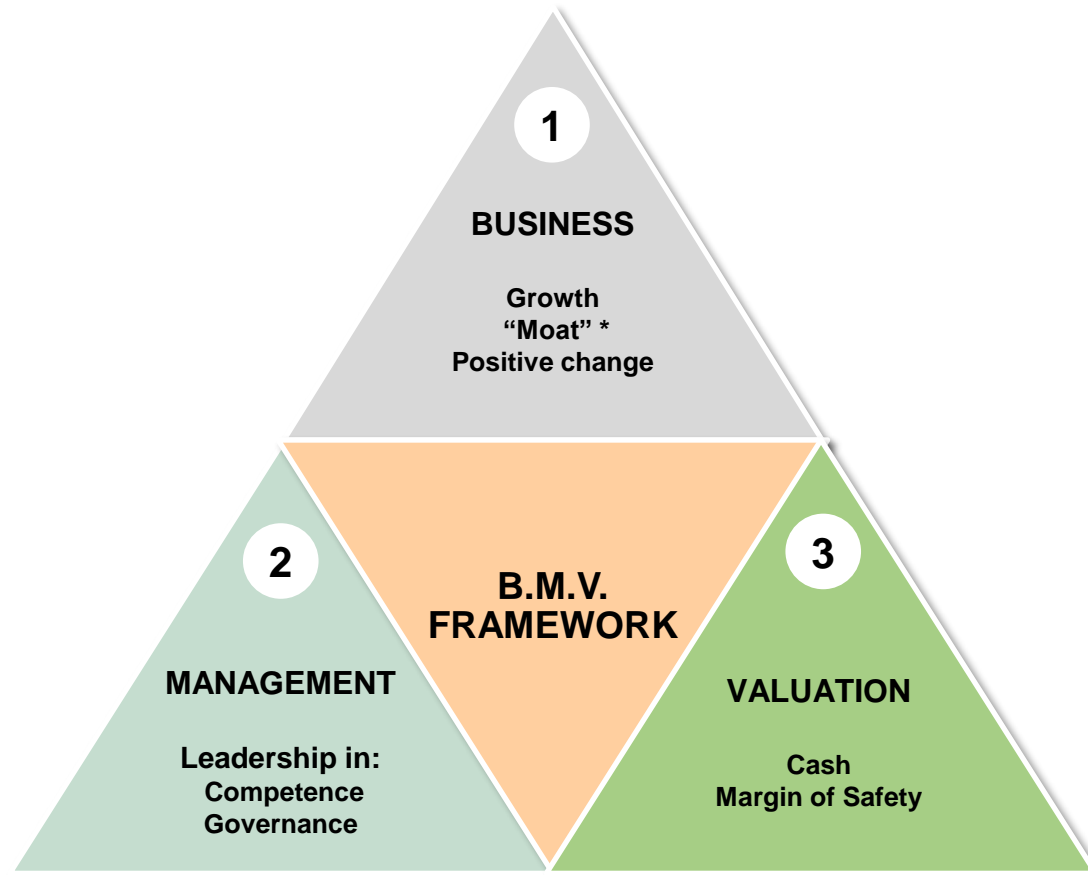 1
BUSINESS
Growth
“Moat” *
Positive change
2
MANAGEMENT
Leadership in:
Competence
Governance
B.M.V.
FRAMEWORK
3
VALUATION
Cash
Margin of Safety